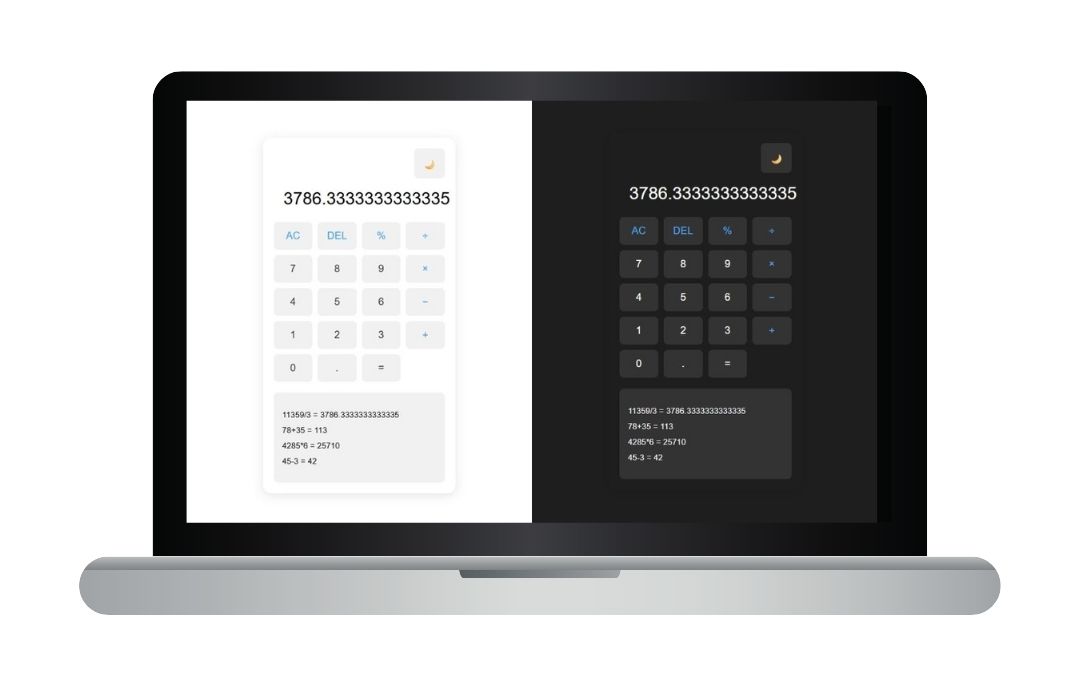 3786.3333333333335
AC DEL % ÷
7 8 9 ×
4 5 6 −
1 2 3 +
0 . =
11359/3 = 3786.3333333333335
78+35 = 113
4285*6 = 25710
45-3 = 42
3786.3333333333335
AC DEL % ÷
7 8 9 ×
4 5 6 −
1 2 3 +
0 . =
11359/3 = 3786.3333333333335
78+35 = 113
4285*6 = 25710
45-3 = 42